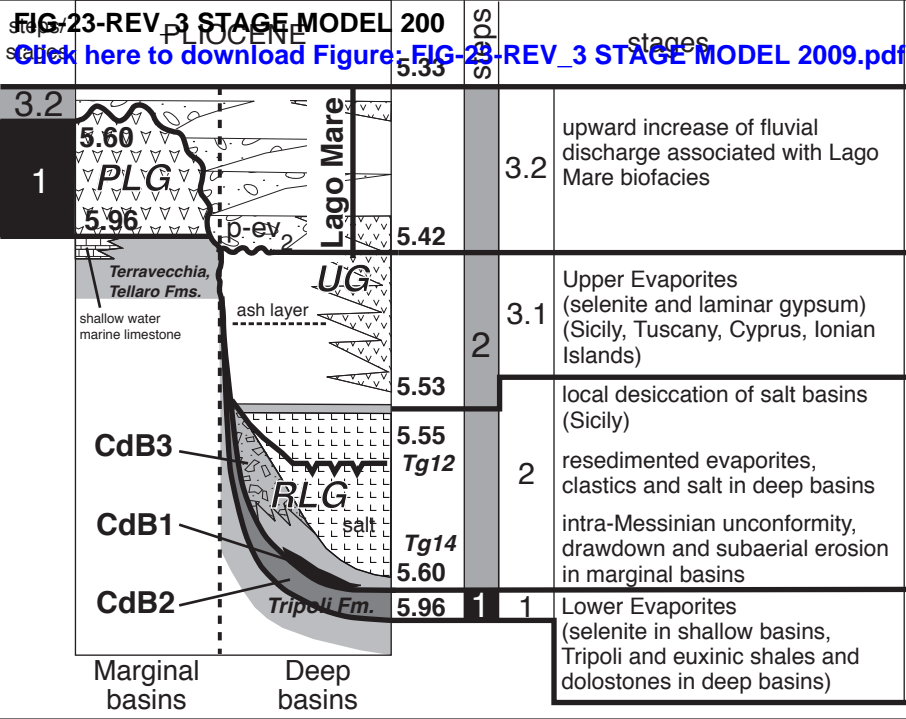 FIG-23-REV_3 STAGE MODEL 200
Click here to download Figure: FIG-23-REV_3 STAGE MODEL 2009.pdf
steps/
stages
PLIOCENE
5.33
steps
stages
3.2
1
5.60
PLG
5.96
p-ev2
Lago Mare
5.42
Terravecchia,
Tellaro Fms.
shallow water
marine limestone
ash layer
UG
5.53
5.55
Tg12
CdB3
RLG
salt
CdB1
Tg14
5.60
CdB2
Tripoli Fm.
5.96
Marginal
basins
Deep
basins
2
1
3.2
upward increase of fluvial
discharge associated with Lago
Mare biofacies
3.1
Upper Evaporites
(selenite and laminar gypsum)
(Sicily, Tuscany, Cyprus, Ionian
Islands)
2
local desiccation of salt basins
(Sicily)
resedimented evaporites,
clastics and salt in deep basins
intra-Messinian unconformity,
drawdown and subaerial erosion
in marginal basins
1
Lower Evaporites
(selenite in shallow basins,
Tripoli and euxinic shales and
dolostones in deep basins)